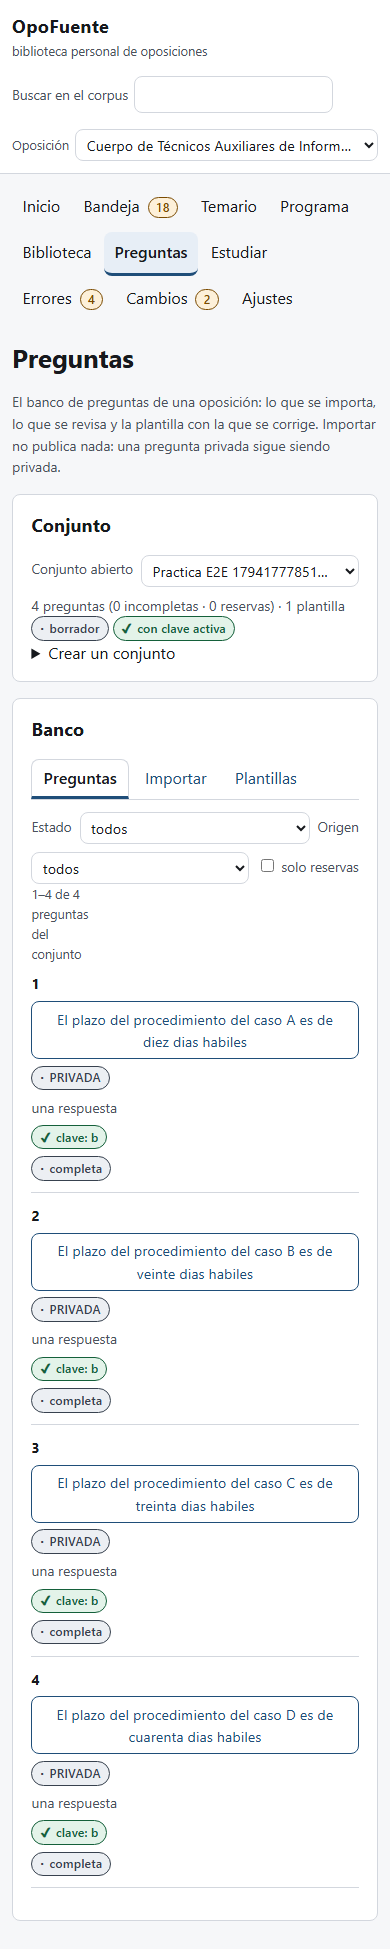 OpoFuente
biblioteca personal de oposiciones
Buscar en el corpus
Oposición Cuerpo de Técnicos Auxiliares de Inform...
Inicio Bandeja 18 Temario Programa
Biblioteca Preguntas Estudiar
Errores 4 Cambios 2 Ajustes
Preguntas
El banco de preguntas de una oposición: lo que se importa,
lo que se revisa y la plantilla con la que se corrige. Importar
no publica nada: una pregunta privada sigue siendo
privada.
Conjunto
Conjunto abierto Practica E2E 17941777851...
4 preguntas (0 incompletas · 0 reservas) · 1 plantilla
· borrador ✓ con clave activa
▶ Crear un conjunto
Banco
Preguntas Importar Plantillas
Estado todos Origen
todos solo reservas
1–4 de 4
preguntas
del
conjunto
1
El plazo del procedimiento del caso A es de
diez dias habiles
· PRIVADA
una respuesta
✓ clave: b
· completa
2
El plazo del procedimiento del caso B es de
veinte dias habiles
· PRIVADA
una respuesta
✓ clave: b
· completa
3
El plazo del procedimiento del caso C es de
treinta dias habiles
· PRIVADA
una respuesta
✓ clave: b
· completa
4
El plazo del procedimiento del caso D es de
cuarenta dias habiles
· PRIVADA
una respuesta
✓ clave: b
· completa